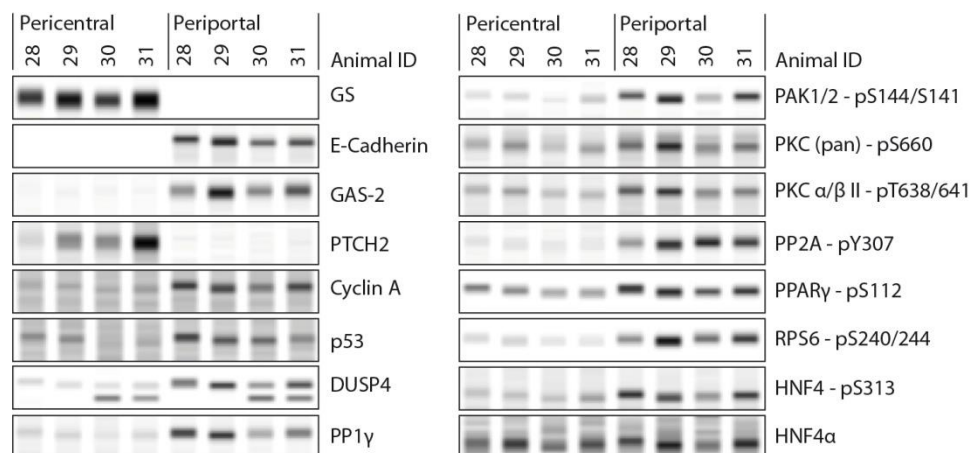 Pericentral Periportal
28 29 30 31 28 29 30 31 Animal ID
GS
E-Cadherin
GAS-2
PTCH2
Cyclin A
p53
DUSP4
PP1γ
Pericentral Periportal
28 29 30 31 28 29 30 31 Animal ID
PAK1/2 - pS144/S141
PKC (pan) - pS660
PKC α/β II - pT638/641
PP2A - pY307
PPARγ - pS112
RPS6 - pS240/244
HNF4 - pS313
HNF4α